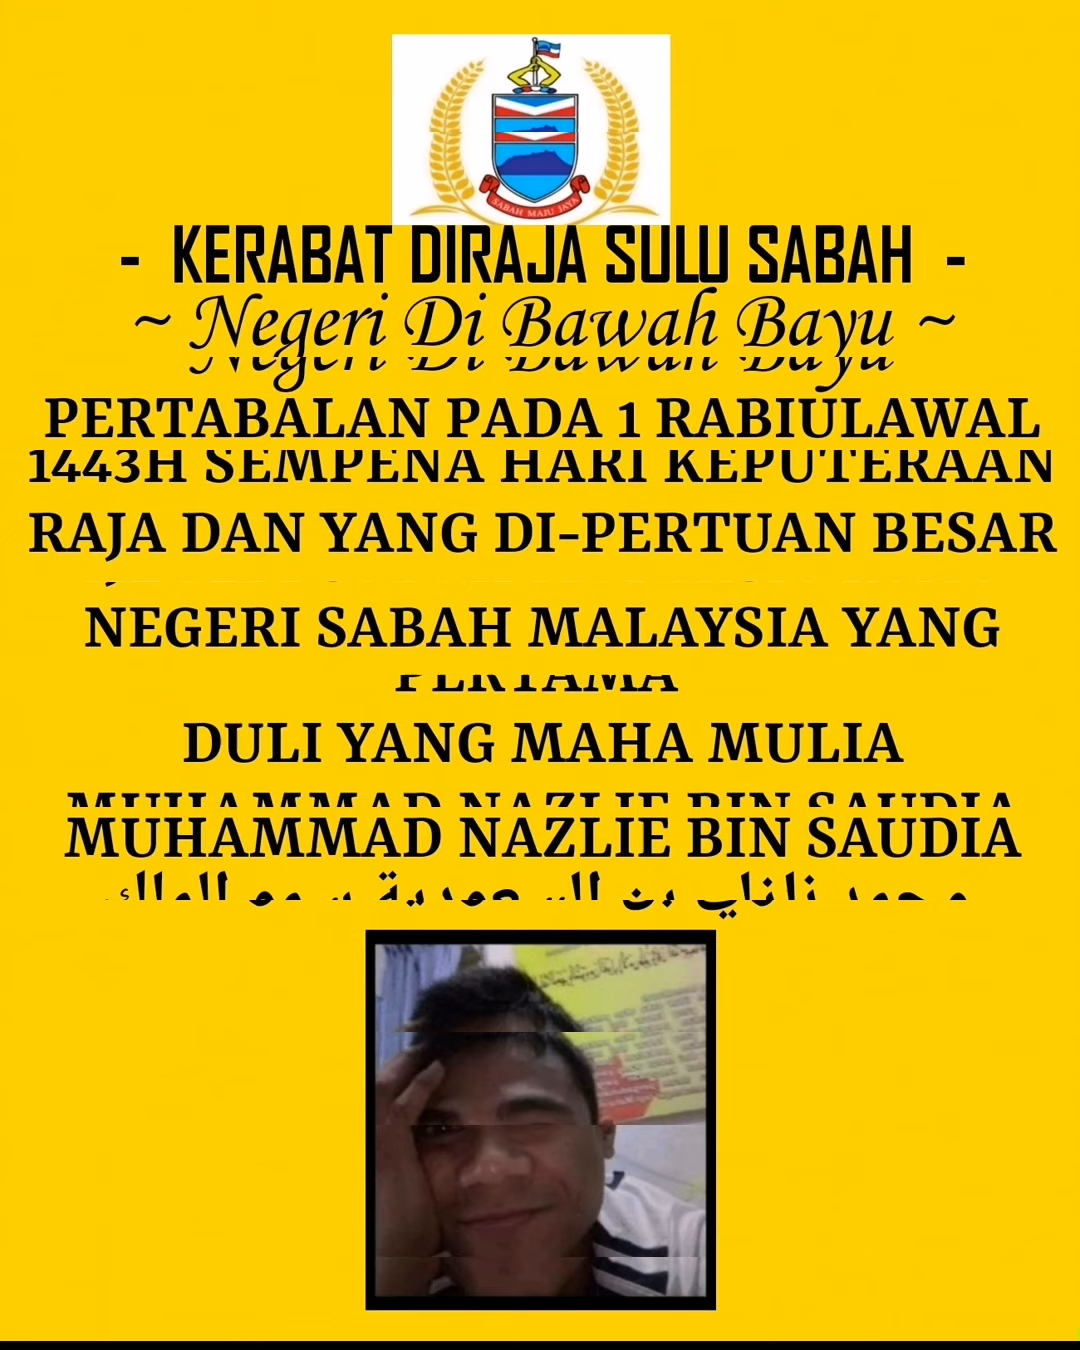 SABAH MAJU JAYA
- KERABAT DIRAJA SULU SABAH -
~ Negeri Di Bawah Bayu ~
PERTABALAN PADA 1 RABIULAWAL
1443H SEMPENA HARI KEPUTERAAN
RAJA DAN YANG DI-PERTUAN BESAR
NEGERI SABAH MALAYSIA YANG
PERTAMA
DULI YANG MAHA MULIA
MUHAMMAD NAZLIE BIN SAUDIA